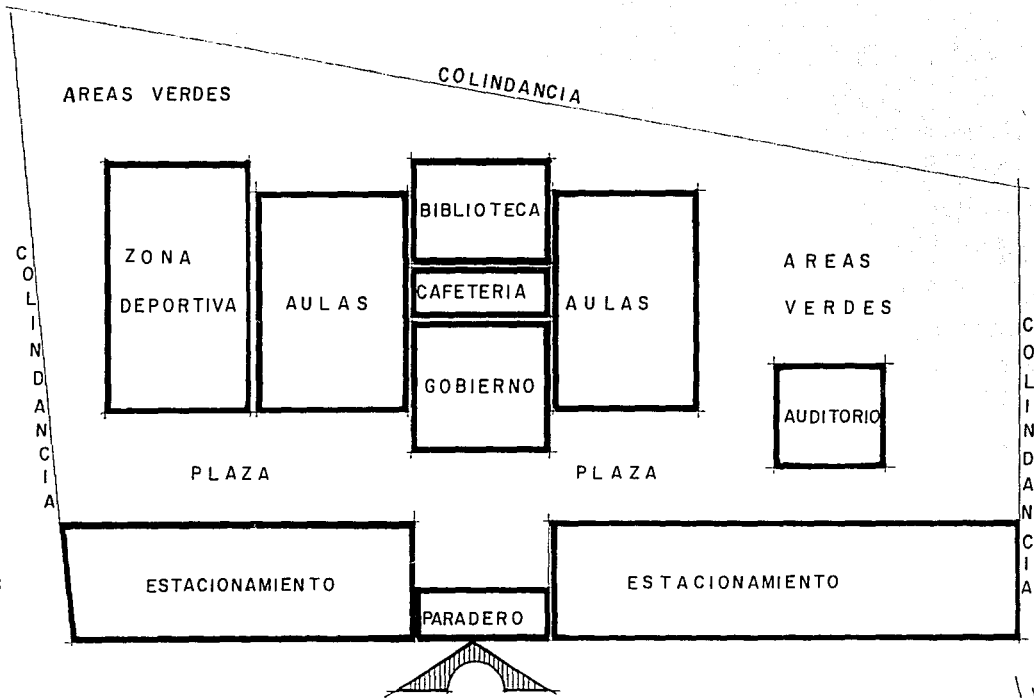 COLINDANCIA
AREAS VERDES
BIBLIOTECA
ZONA
DEPORTIVA
AULAS
CAFETERIA
AULAS
AREAS
VERDES
COLINDANCIA
COLINDANCIA
GOBIERNO
AUDITORIO
PLAZA
PLAZA
ESTACIONAMIENTO
ESTACIONAMIENTO
PARADERO